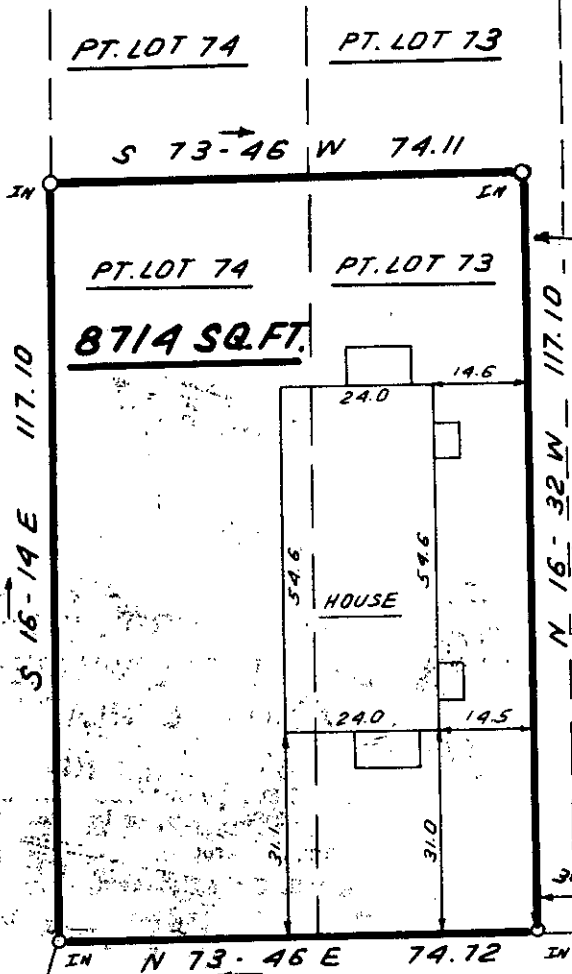 PT. LOT 74
PT. LOT 73
S 73-46 W 74.11
IN
IN
PT. LOT 74
PT. LOT 73
8714 SQ.FT.
14.6
24.0
S 16-14 E 117.10
N 16-32 W 117.10
54.6
54.6
HOUSE
24.0
14.5
31.1
31.0
IN
N 73-46 E 74.72
IN